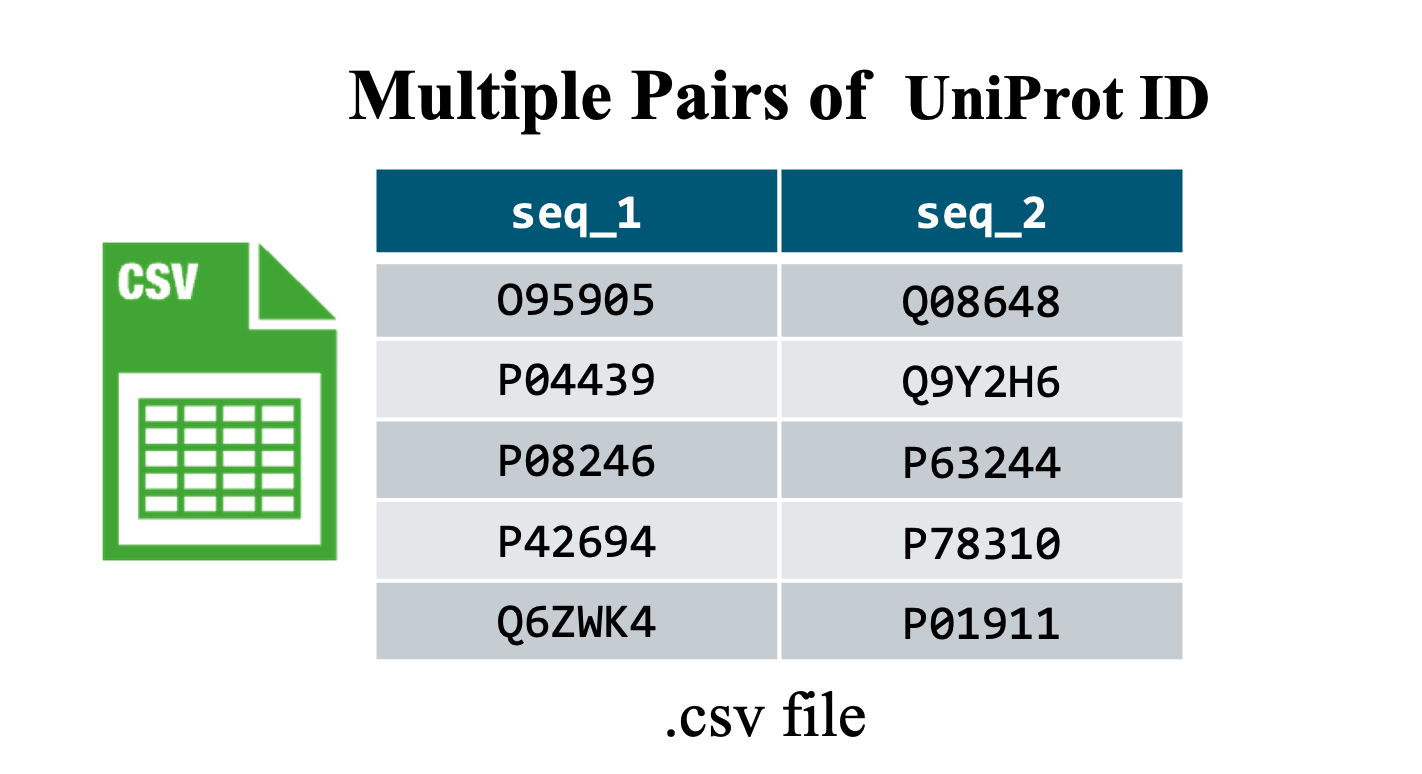 Multiple Pairs of UniProt ID
CSV
seq_1 seq_2
O95905 Q08648
P04439 Q9Y2H6
P08246 P63244
P42694 P78310
Q6ZWK4 P01911
.csv file